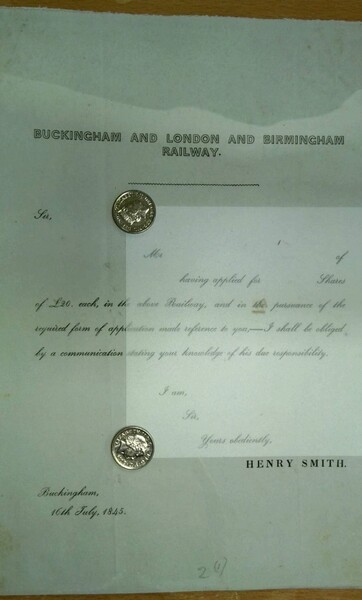 BUCKINGHAM AND LONDON AND BIRMINGHAM
RAILWAY.
Sir,
Mr of
having applied for Shares
of £20. each, in the above Railway, and in the pursuance of the
required form of application made reference to you,—I shall be obliged
by a communication stating your knowledge of his due responsibility.
I am,
Sir,
Yours obediently,
HENRY SMITH.
Buckingham,
16th July, 1845.